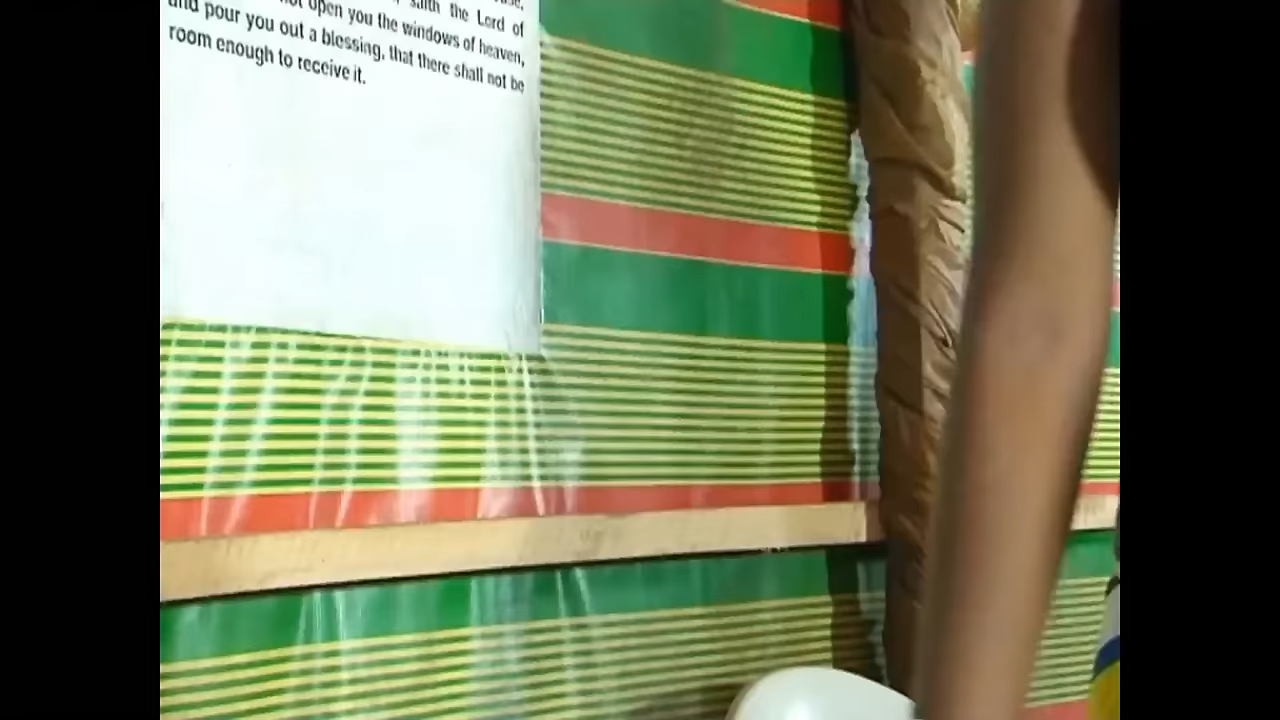 saith the Lord of
open you the windows of heaven,
and pour you out a blessing, that there shall not be
room enough to receive it.